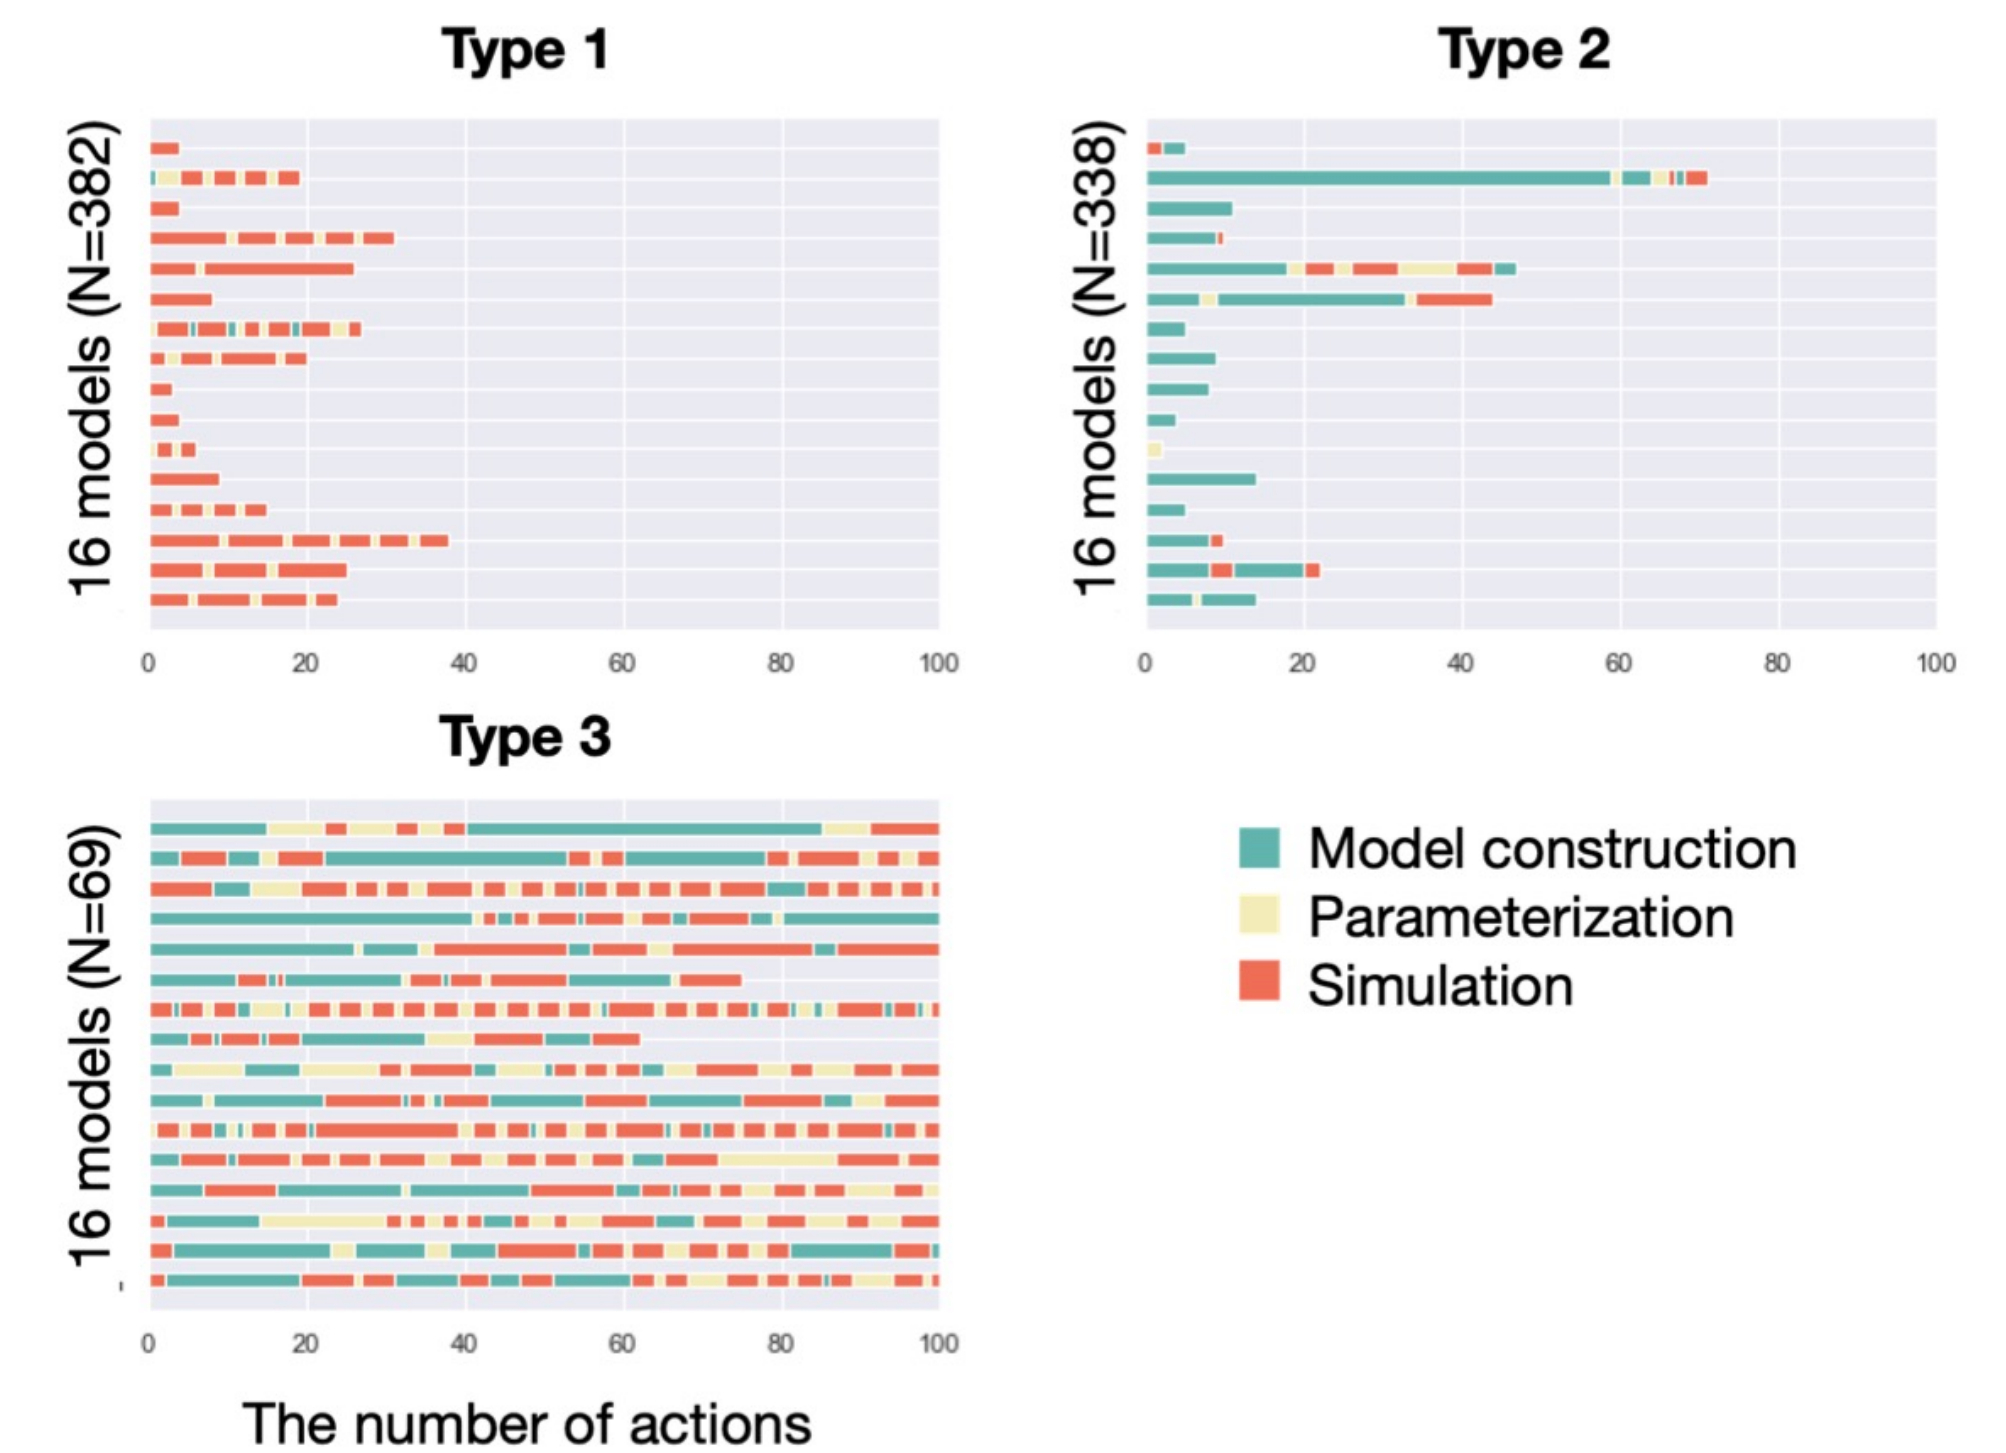 Type 1
16 models (N=382)
0 20 40 60 80 100
Type 2
16 models (N=338)
0 20 40 60 80 100
Type 3
16 models (N=69)
0 20 40 60 80 100
The number of actions
Model construction
Parameterization
Simulation